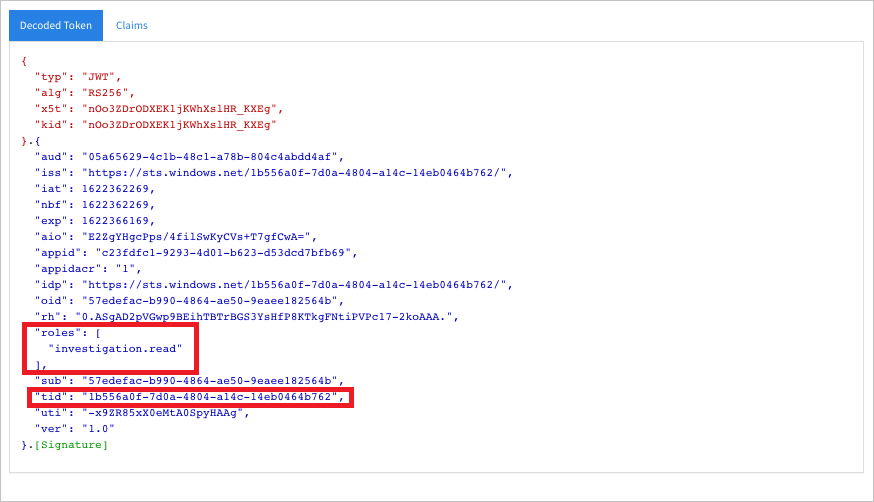 Decoded Token Claims
{
"typ": "JWT",
"alg": "RS256",
"x5t": "nOo3ZDrODXEK1jKWhXslHR_KXEg",
"kid": "nOo3ZDrODXEK1jKWhXslHR_KXEg"
}.{
"aud": "05a65629-4c1b-48c1-a78b-804c4abdd4af",
"iss": "https://sts.windows.net/1b556a0f-7d0a-4804-a14c-14eb0464b762/",
"iat": 1622362269,
"nbf": 1622362269,
"exp": 1622366169,
"aio": "E2ZgYHgcPps/4filSwKyCVs+T7gfCwA=",
"appid": "c23fdfc1-9293-4d01-b623-d53dcd7bfb69",
"appidacr": "1",
"idp": "https://sts.windows.net/1b556a0f-7d0a-4804-a14c-14eb0464b762/",
"oid": "57edefac-b990-4864-ae50-9eaee182564b",
"rh": "0.ASgAD2pVGwp9BEihTBTrBGS3YsHfP8KTkgFNtiPVPc17-2koAAA.",
"roles": [
"investigation.read"
],
"sub": "57edefac-b990-4864-ae50-9eaee182564b",
"tid": "1b556a0f-7d0a-4804-a14c-14eb0464b762",
"uti": "-x9ZR85xX0eMtA0SpyHAAg",
"ver": "1.0"
}.[Signature]